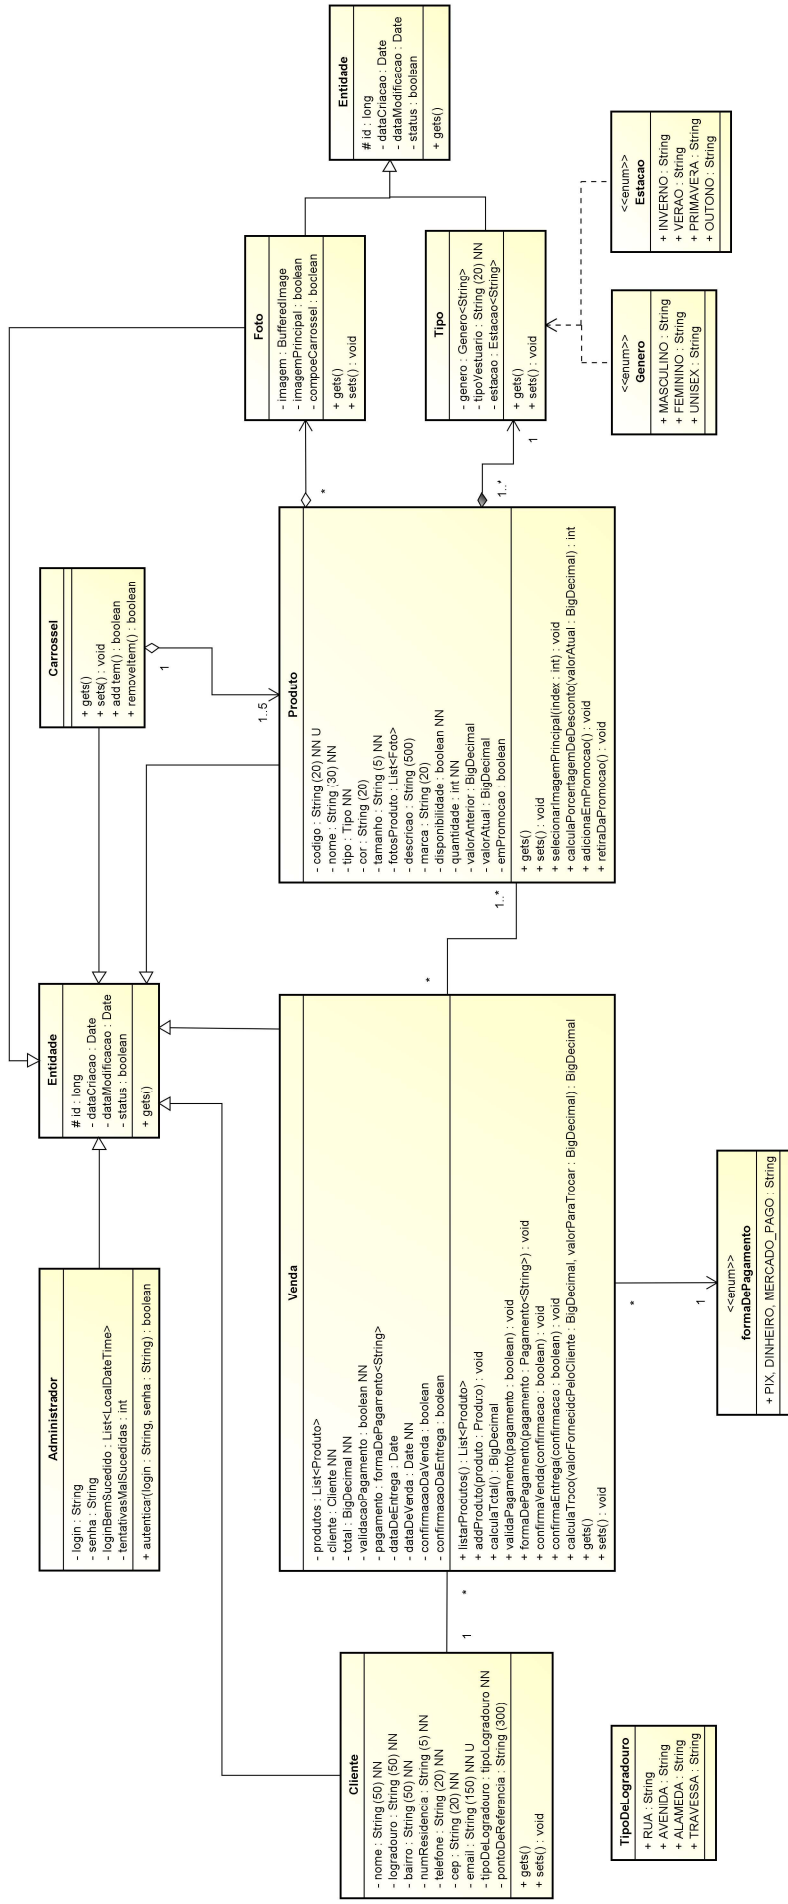 Entidade
# id : long
- dataCriacao : Date
- dataModificacao : Date
- status : boolean
+ gets()
Foto
- imagem : BufferedImage
- imagemPrincipal : boolean
- compoeCarrossel : boolean
+ gets()
+ sets() : void
Tipo
- genero : Genero<String>
- tipoVestuario : String (20) NN
- estacao : Estacao<String>
+ gets()
+ sets() : void
<<enum>>
Estacao
+ INVERNO : String
+ VERAO : String
+ PRIMAVERA : String
+ OUTONO : String
<<enum>>
Genero
+ MASCULINO : String
+ FEMININO : String
+ UNISEX : String
*
1..*
1
Carrossel
+ gets()
+ sets() : void
+ addItem() : boolean
+ removeItem() : boolean
1
1..5
Produto
- codigo : String (20) NN U
- nome : String (30) NN
- tipo : Tipo NN
- cor : String (20)
- tamanho : String (5) NN
- fotosProduto : List<Foto>
- descricao : String (500)
- marca : String (20)
- disponibilidade : boolean NN
- quantidade : int NN
- valorAnterior : BigDecimal
- valorAtual : BigDecimal
- emPromocao : boolean
+ gets()
+ sets() : void
+ selecionarImagemPrincipal(index : int) : void
+ calculaPorcentagemDeDesconto(valorAtual : BigDecimal) : int
+ adicionaEmPromocao() : void
+ retiraDaPromocao() : void
1..*
*
Entidade
# id : long
- dataCriacao : Date
- dataModificacao : Date
- status : boolean
+ gets()
Administrador
- login : String
- senha : String
- loginBemSucedido : List<LocalDateTime>
- tentativasMalSucedidas : int
+ autenticar(login : String, senha : String) : boolean
Venda
- produtos : List<Produto>
- cliente : Cliente NN
- total : BigDecimal NN
- validacaoPagamento : boolean NN
- pagamento : formaDePagamento<String>
- dataDeEntrega : Date
- dataDeVenda : Date NN
- confirmacaoDaVenda : boolean
- confirmacaoDaEntrega : boolean
+ listarProdutos() : List<Produto>
+ addProduto(produto : Produto) : void
+ calculaTotal() : BigDecimal
+ validaPagamento(pagamento : boolean) : void
+ formaDePagamento(pagamento : Pagamento<String>) : void
+ confirmaVenda(confirmacao : boolean) : void
+ confirmaEntrega(confirmacao : boolean) : void
+ calculaTroco(valorFornecidoPeloCliente : BigDecimal, valorParaTrocar : BigDecimal) : BigDecimal
+ gets()
+ sets() : void
*
1
<<enum>>
formaDePagamento
+ PIX, DINHEIRO, MERCADO_PAGO : String
*
1
Cliente
- nome : String (50) NN
- logradouro : String (50) NN
- bairro : String (50) NN
- numResidencia : String (5) NN
- telefone : String (20) NN
- cep : String (20) NN
- email : String (150) NN U
- tipoDeLogradouro : tipoLogradouro NN
- pontoDeReferencia : String (300)
+ gets()
+ sets() : void
TipoDeLogradouro
+ RUA : String
+ AVENIDA : String
+ ALAMEDA : String
+ TRAVESSA : String